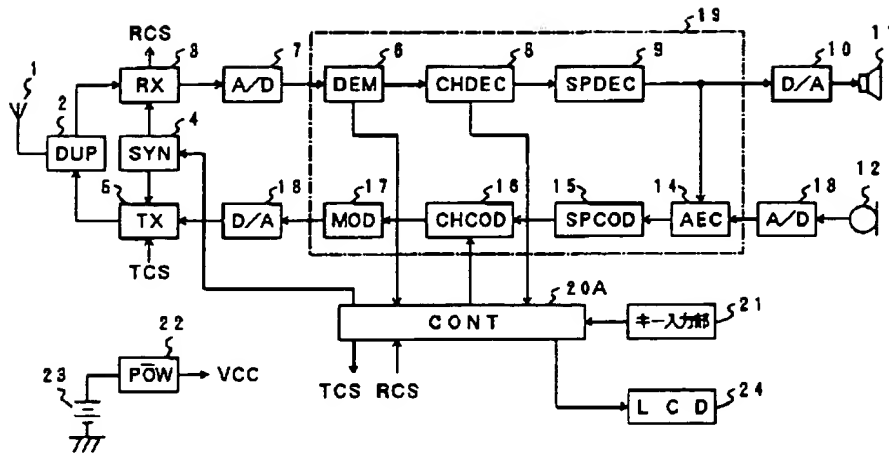 19
RCS 3 7 6 8 9 10 11
1 RX A/D DEM CHDEC SPDEC D/A
2 4
DUP SYN
5 18 17 16 15 14 13 12
TX D/A MOD CHCOD SPCOD AEC A/D
TCS
20A 21
CONT キー入力部
22
POW VCC
23 TCS RCS 24
LCD